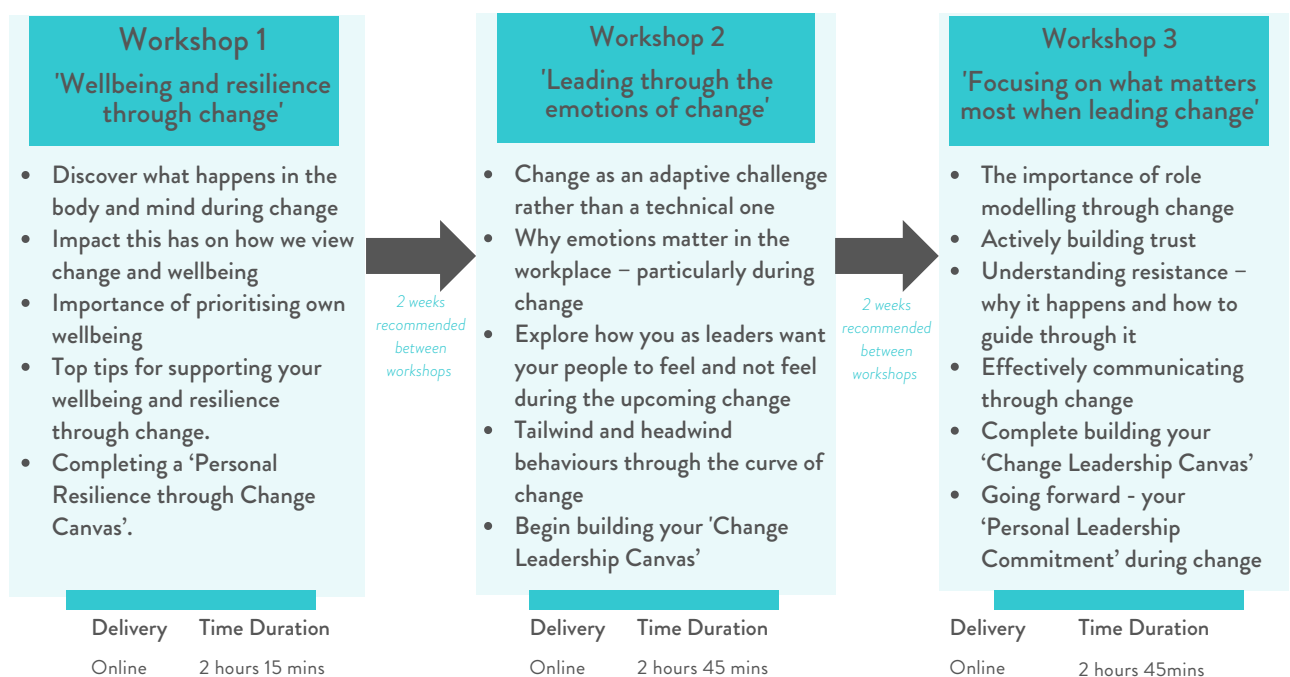 Workshop 1
'Wellbeing and resilience
through change'
• Discover what happens in the
body and mind during change
• Impact this has on how we view
change and wellbeing
• Importance of prioritising own
wellbeing
• Top tips for supporting your
wellbeing and resilience
through change.
• Completing a ‘Personal
Resilience through Change
Canvas’.
Delivery Time Duration
Online 2 hours 15 mins
2 weeks
recommended
between
workshops
Workshop 2
'Leading through the
emotions of change'
• Change as an adaptive challenge
rather than a technical one
• Why emotions matter in the
workplace – particularly during
change
• Explore how you as leaders want
your people to feel and not feel
during the upcoming change
• Tailwind and headwind
behaviours through the curve of
change
• Begin building your 'Change
Leadership Canvas’
Delivery Time Duration
Online 2 hours 45 mins
2 weeks
recommended
between
workshops
Workshop 3
'Focusing on what matters
most when leading change'
• The importance of role
modelling through change
• Actively building trust
• Understanding resistance –
why it happens and how to
guide through it
• Effectively communicating
through change
• Complete building your
‘Change Leadership Canvas’
• Going forward - your
‘Personal Leadership
Commitment’ during change
Delivery Time Duration
Online 2 hours 45mins